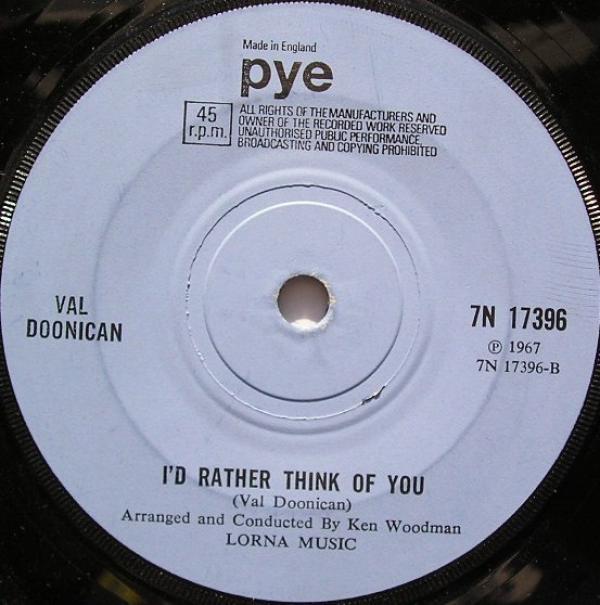 Made in England
pye
45
r.p.m.
ALL RIGHTS OF THE MANUFACTURERS AND
OWNER OF THE RECORDED WORK RESERVED
UNAUTHORISED PUBLIC PERFORMANCE,
BROADCASTING AND COPYING PROHIBITED
VAL
DOONICAN
7N 17396
℗ 1967
7N 17396-B
I'D RATHER THINK OF YOU
(Val Doonican)
Arranged and Conducted By Ken Woodman
LORNA MUSIC